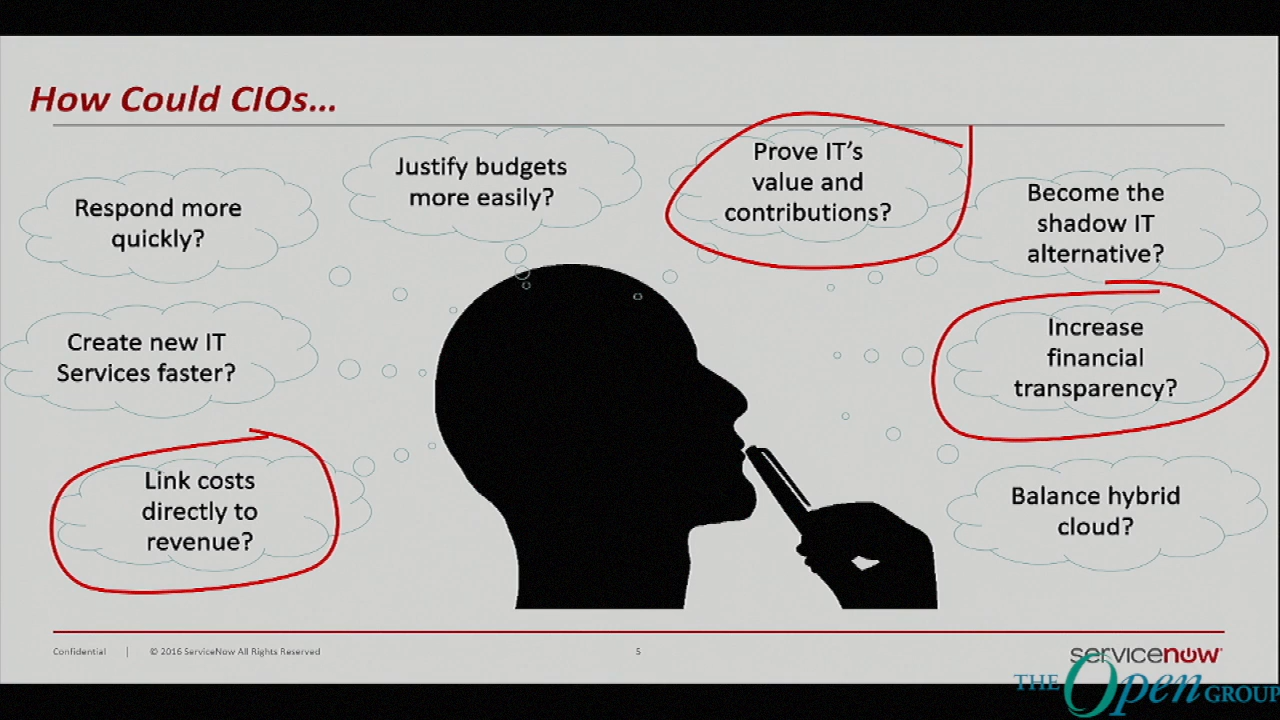 How Could CIOs...
Respond more
quickly?
Justify budgets
more easily?
Prove IT's
value and
contributions?
Become the
shadow IT
alternative?
Create new IT
Services faster?
Increase
financial
transparency?
Link costs
directly to
revenue?
Balance hybrid
cloud?
Confidential | © 2016 ServiceNow All Rights Reserved
5
servicenow
THE Open GROUP